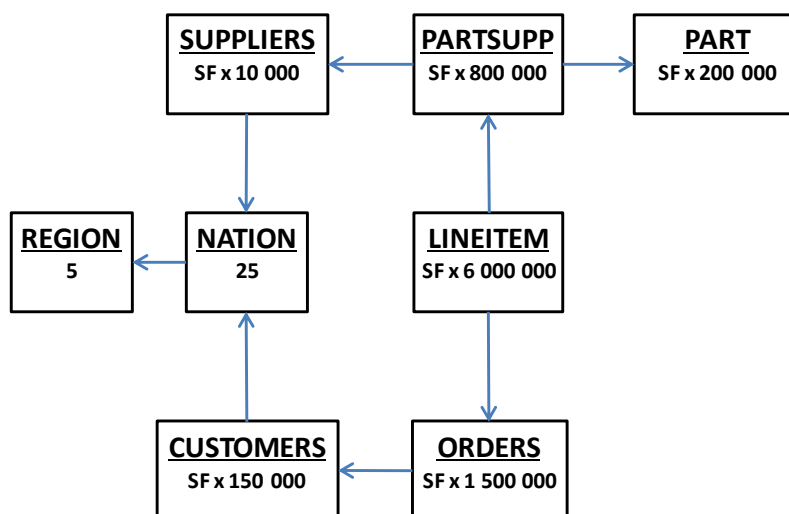 SUPPLIERS
SF x 10 000
PARTSUPP
SF x 800 000
PART
SF x 200 000
REGION
5
NATION
25
LINEITEM
SF x 6 000 000
CUSTOMERS
SF x 150 000
ORDERS
SF x 1 500 000